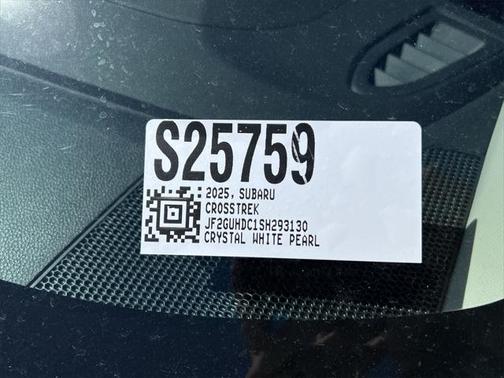 S25759
2025, SUBARU
CROSSTREK
JF2GUHDC1SH293130
CRYSTAL WHITE PEARL